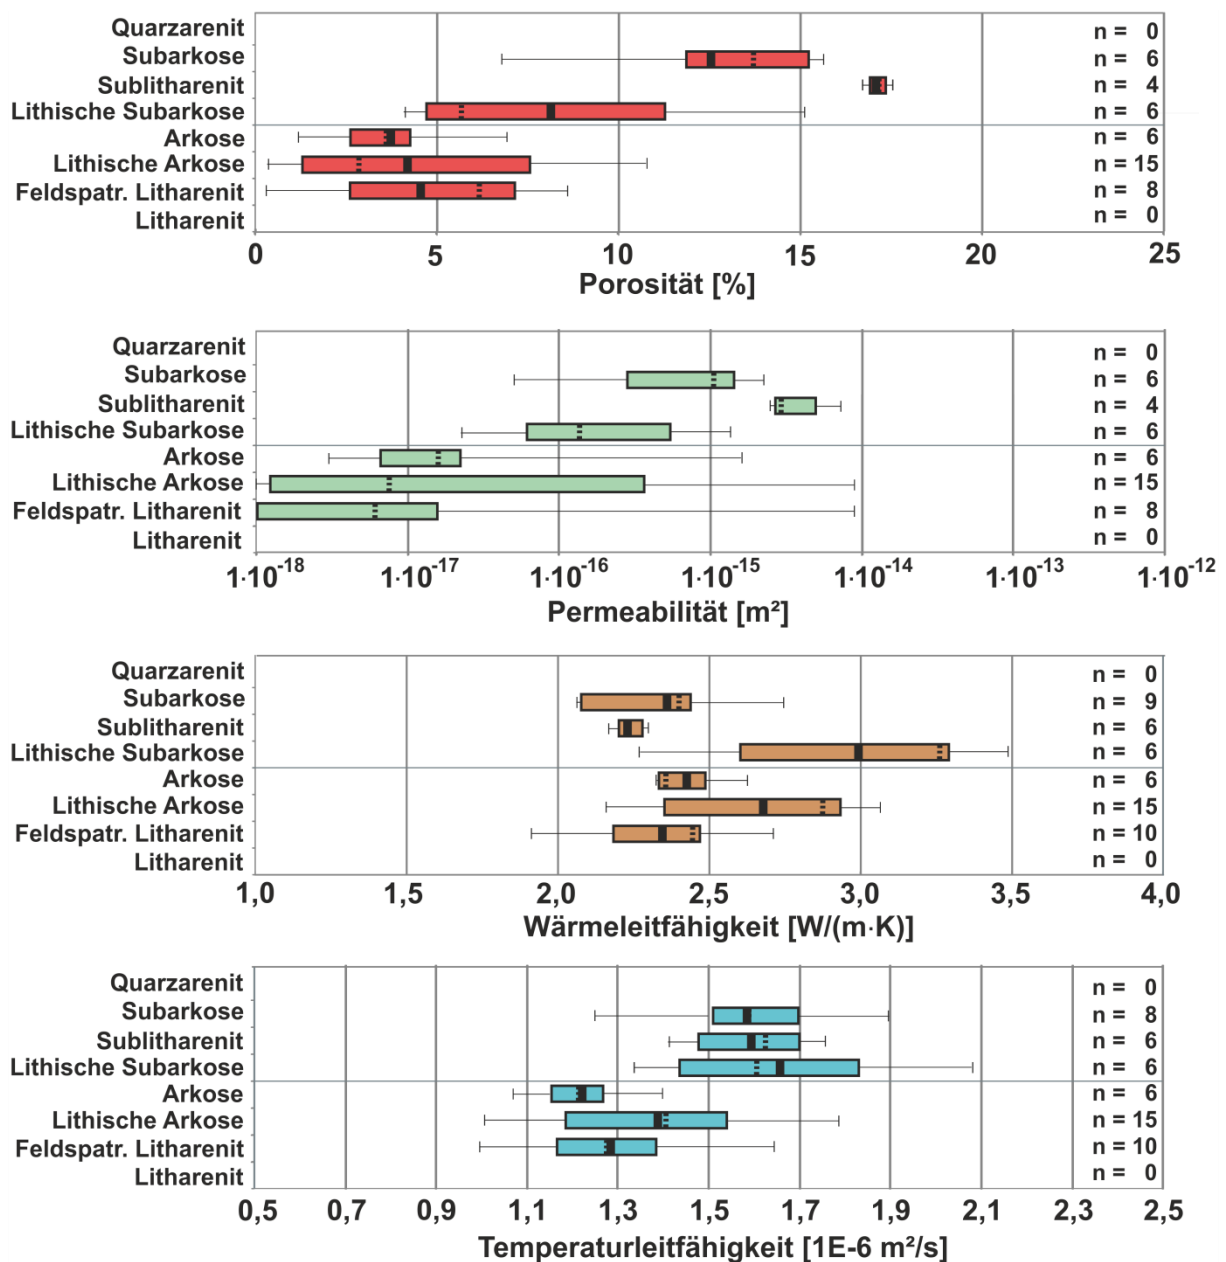 Quarzarenit n = 0
Subarkose n = 6
Sublitharenit n = 4
Lithische Subarkose n = 6
Arkose n = 6
Lithische Arkose n = 15
Feldspatr. Litharenit n = 8
Litharenit n = 0
0 5 10 15 20 25
Porosität [%]
Quarzarenit n = 0
Subarkose n = 6
Sublitharenit n = 4
Lithische Subarkose n = 6
Arkose n = 6
Lithische Arkose n = 15
Feldspatr. Litharenit n = 8
Litharenit n = 0
1·10⁻¹⁸ 1·10⁻¹⁷ 1·10⁻¹⁶ 1·10⁻¹⁵ 1·10⁻¹⁴ 1·10⁻¹³ 1·10⁻¹²
Permeabilität [m²]
Quarzarenit n = 0
Subarkose n = 9
Sublitharenit n = 6
Lithische Subarkose n = 6
Arkose n = 6
Lithische Arkose n = 15
Feldspatr. Litharenit n = 10
Litharenit n = 0
1,0 1,5 2,0 2,5 3,0 3,5 4,0
Wärmeleitfähigkeit [W/(m·K)]
Quarzarenit n = 0
Subarkose n = 8
Sublitharenit n = 6
Lithische Subarkose n = 6
Arkose n = 6
Lithische Arkose n = 15
Feldspatr. Litharenit n = 10
Litharenit n = 0
0,5 0,7 0,9 1,1 1,3 1,5 1,7 1,9 2,1 2,3 2,5
Temperaturleitfähigkeit [1E-6 m²/s]